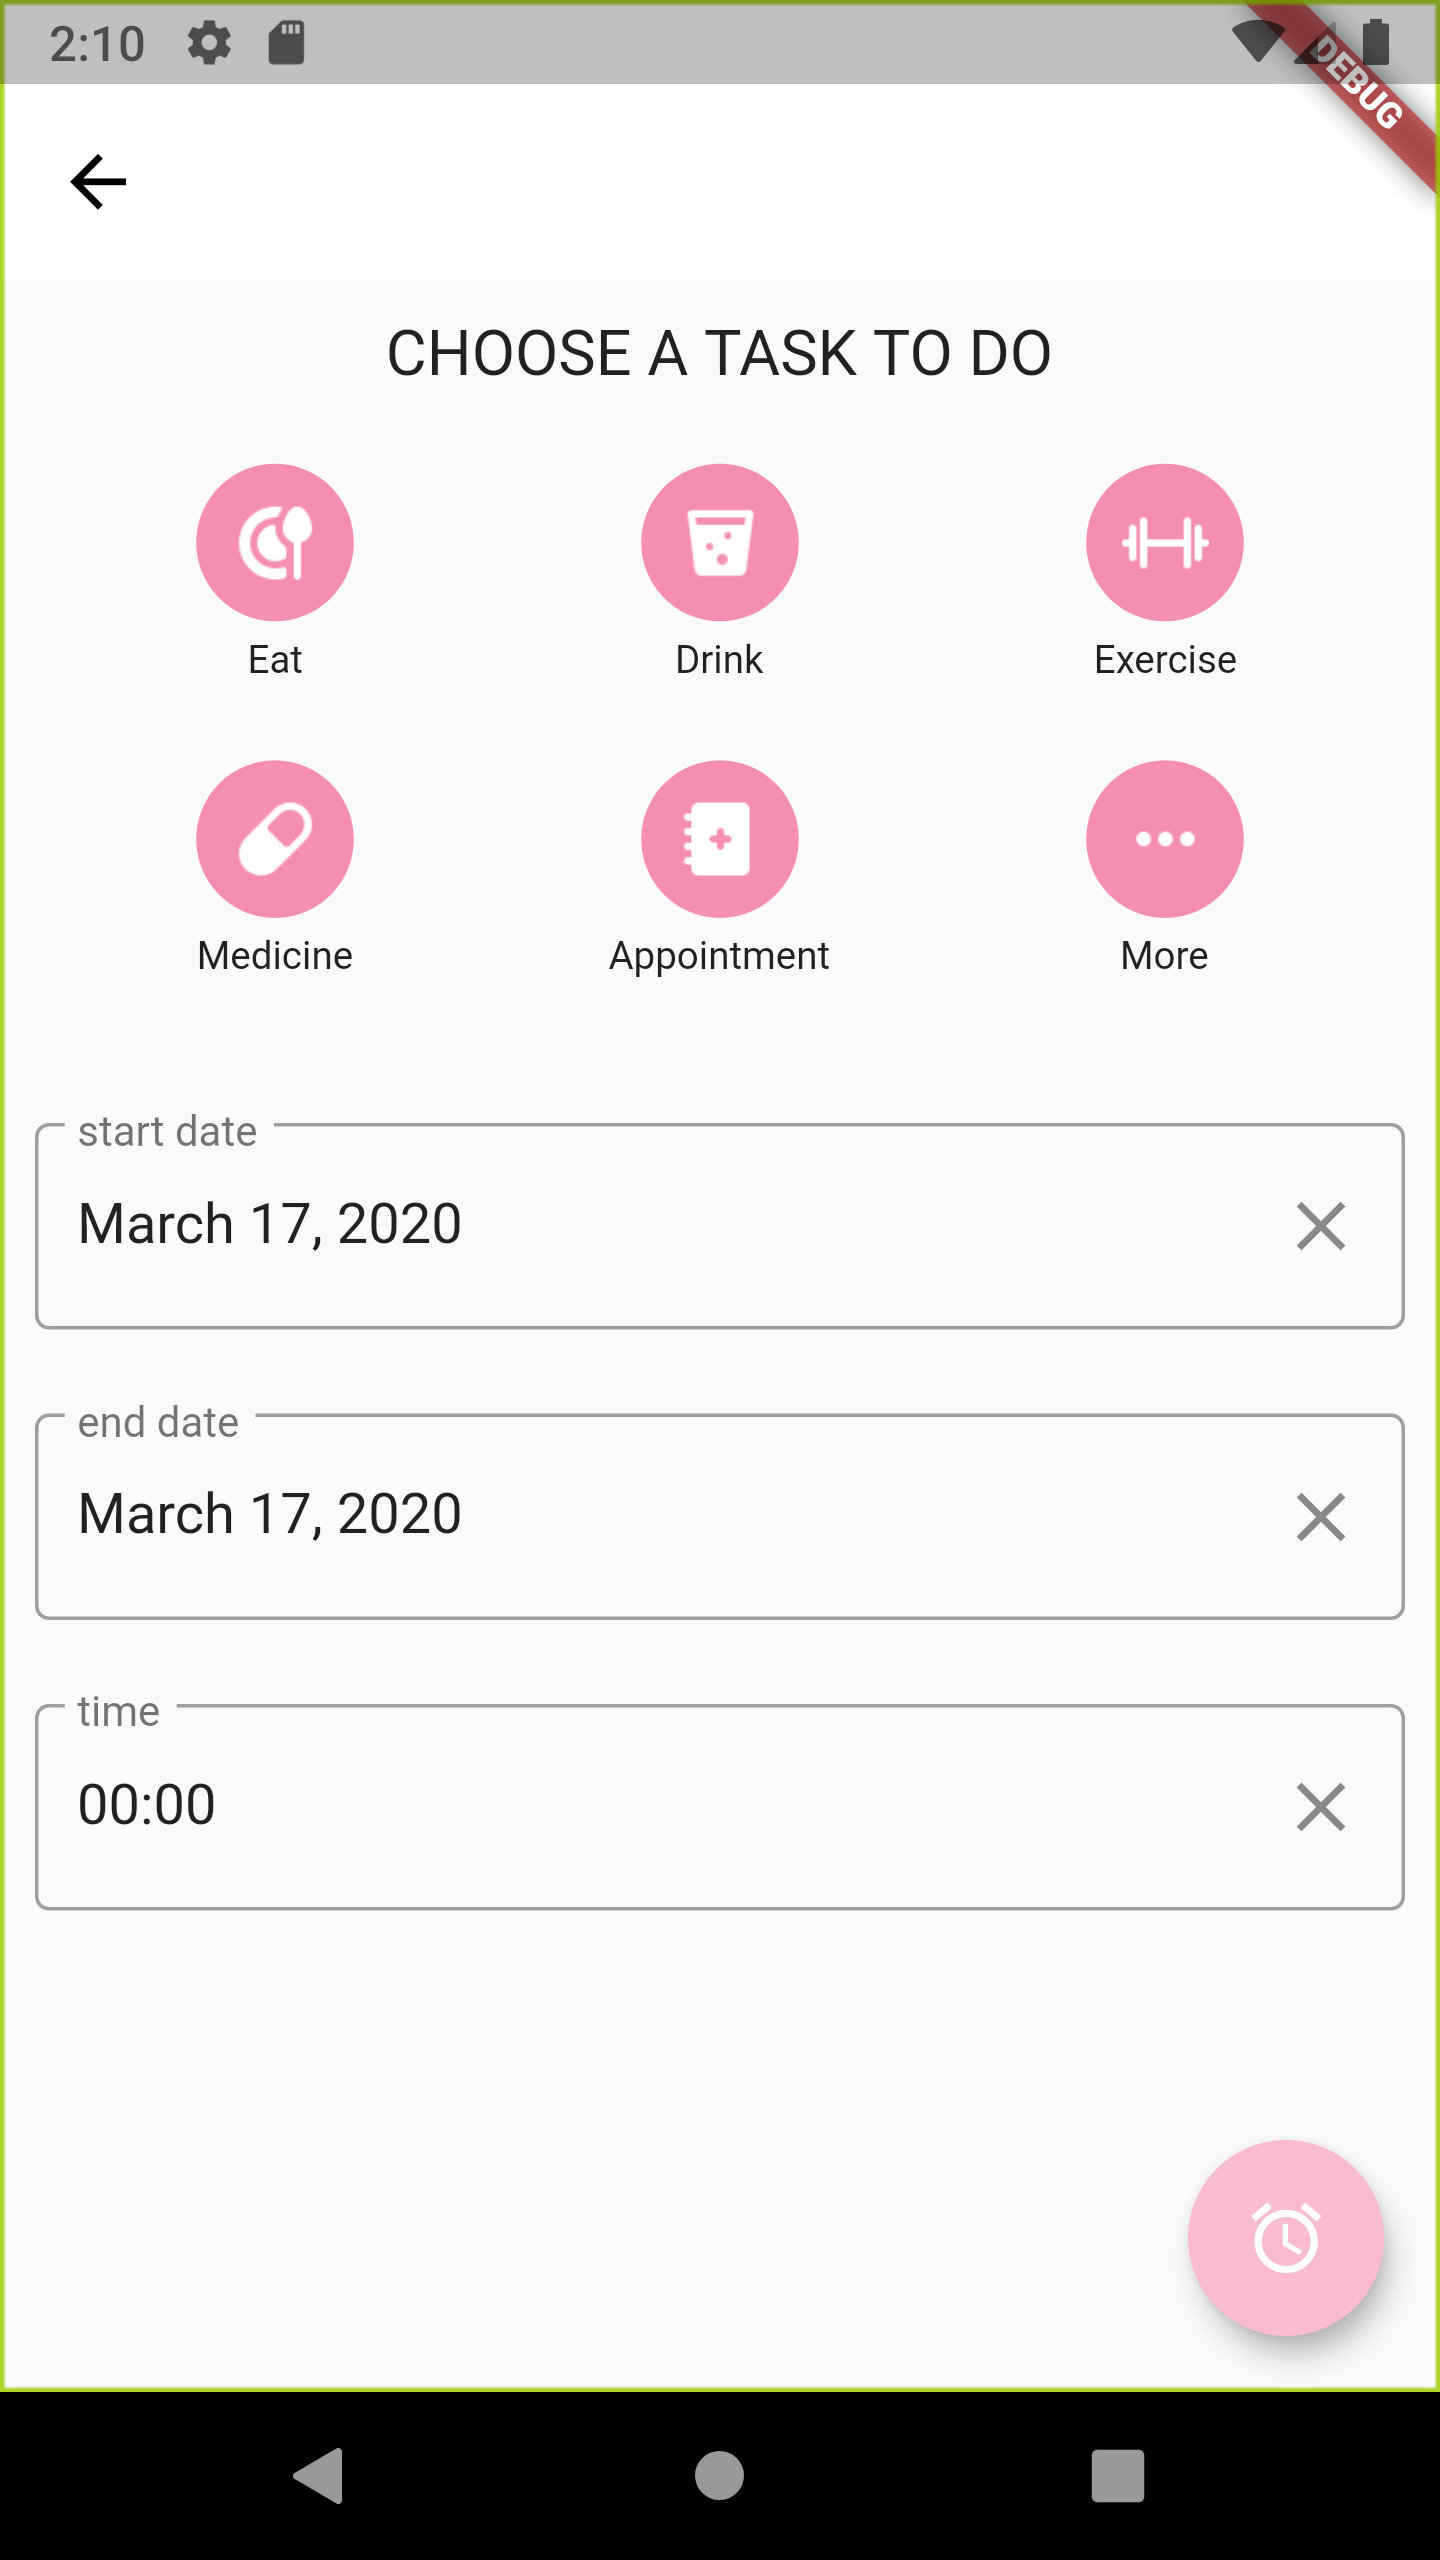 2:10
DEBUG
CHOOSE A TASK TO DO
Eat
Drink
Exercise
Medicine
Appointment
More
start date
March 17, 2020
end date
March 17, 2020
time
00:00